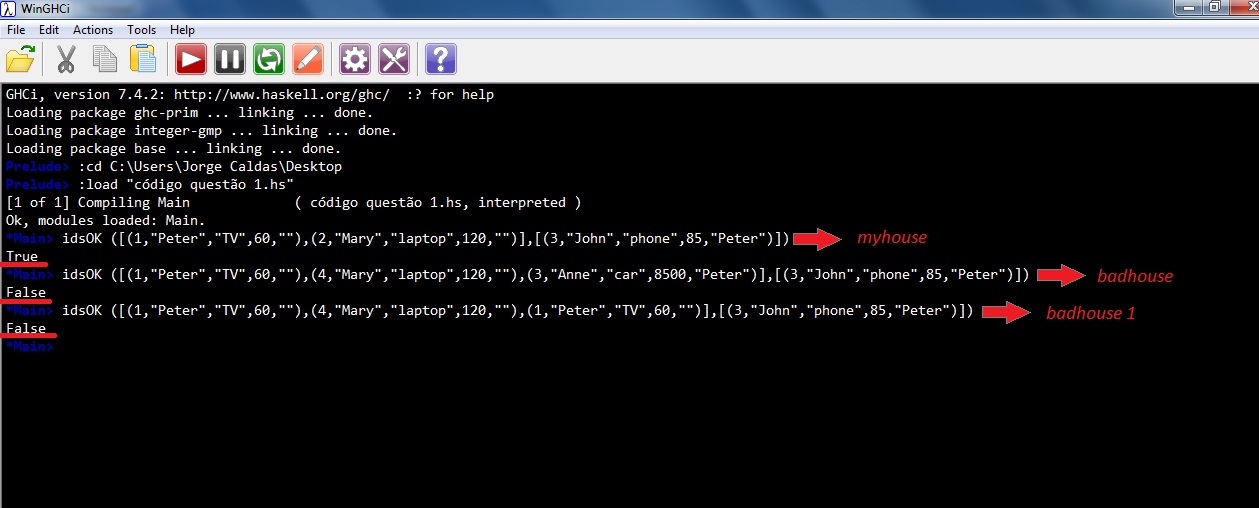 WinGHCi
File Edit Actions Tools Help
GHCi, version 7.4.2: http://www.haskell.org/ghc/  :? for help
Loading package ghc-prim ... linking ... done.
Loading package integer-gmp ... linking ... done.
Loading package base ... linking ... done.
Prelude> :cd C:\Users\Jorge Caldas\Desktop
Prelude> :load "código questão 1.hs"
[1 of 1] Compiling Main             ( código questão 1.hs, interpreted )
Ok, modules loaded: Main.
*Main> idsOK ([(1,"Peter","TV",60,""),(2,"Mary","laptop",120,"")],[(3,"John","phone",85,"Peter")]) myhouse
True
*Main> idsOK ([(1,"Peter","TV",60,""),(4,"Mary","laptop",120,""),(3,"Anne","car",8500,"Peter")],[(3,"John","phone",85,"Peter")]) badhouse
False
*Main> idsOK ([(1,"Peter","TV",60,""),(4,"Mary","laptop",120,""),(1,"Peter","TV",60,"")],[(3,"John","phone",85,"Peter")]) badhouse 1
False
*Main>